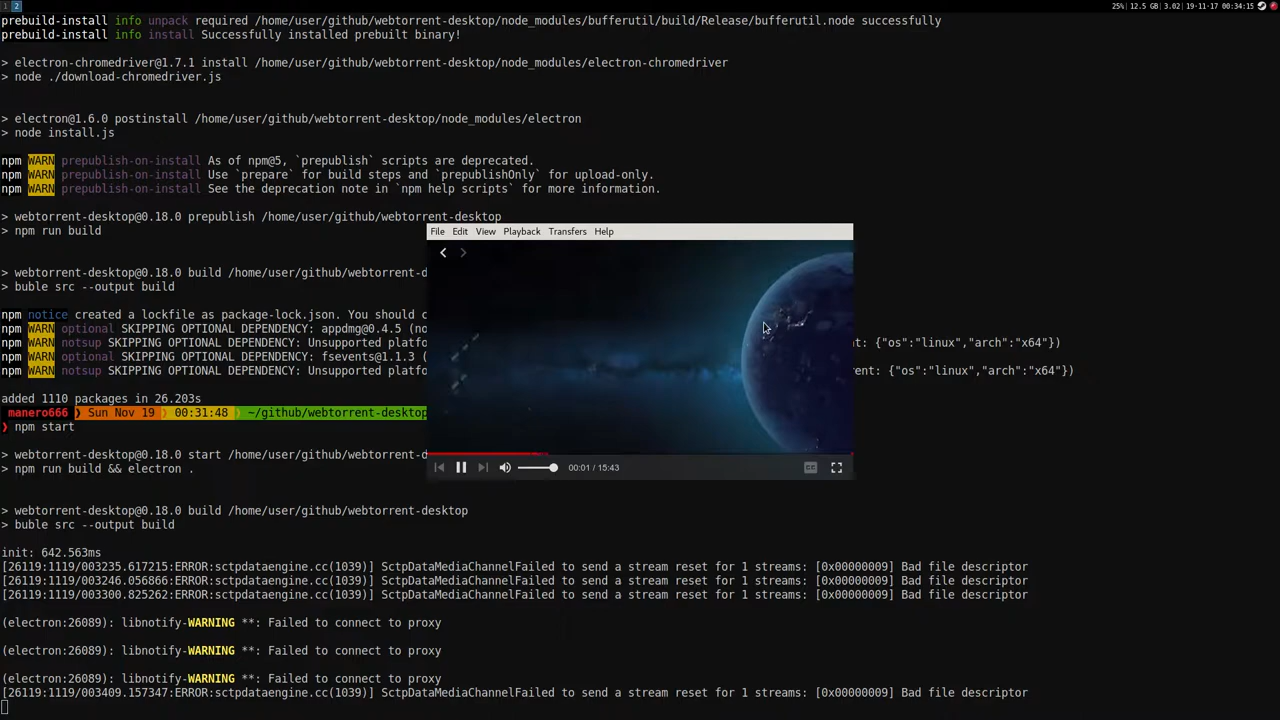 1 2 25% | 12.5 GB | 3.02 | 19-11-17 00:34:15
prebuild-install info unpack required /home/user/github/webtorrent-desktop/node_modules/bufferutil/build/Release/bufferutil.node successfully
prebuild-install info install Successfully installed prebuilt binary!
> electron-chromedriver@1.7.1 install /home/user/github/webtorrent-desktop/node_modules/electron-chromedriver
> node ./download-chromedriver.js
> electron@1.6.0 postinstall /home/user/github/webtorrent-desktop/node_modules/electron
> node install.js
npm WARN prepublish-on-install As of npm@5, `prepublish` scripts are deprecated.
npm WARN prepublish-on-install Use `prepare` for build steps and `prepublishOnly` for upload-only.
npm WARN prepublish-on-install See the deprecation note in `npm help scripts` for more information.
> webtorrent-desktop@0.18.0 prepublish /home/user/github/webtorrent-desktop
> npm run build
File Edit View Playback Transfers Help
> webtorrent-desktop@0.18.0 build /home/user/github/webtorrent-d
> buble src --output build
npm notice created a lockfile as package-lock.json. You should c
npm WARN optional SKIPPING OPTIONAL DEPENDENCY: appdmg@0.4.5 (no
npm WARN notsup SKIPPING OPTIONAL DEPENDENCY: Unsupported platfo nt: {"os":"linux","arch":"x64"})
npm WARN optional SKIPPING OPTIONAL DEPENDENCY: fsevents@1.1.3 (
npm WARN notsup SKIPPING OPTIONAL DEPENDENCY: Unsupported platfo rent: {"os":"linux","arch":"x64"})
added 1110 packages in 26.203s
manero666 Sun Nov 19 00:31:48 ~/github/webtorrent-desktop
❯ npm start
> webtorrent-desktop@0.18.0 start /home/user/github/webtorrent-d
> npm run build && electron .
00:01 / 15:43
> webtorrent-desktop@0.18.0 build /home/user/github/webtorrent-desktop
> buble src --output build
init: 642.563ms
[26119:1119/003235.617215:ERROR:sctpdataengine.cc(1039)] SctpDataMediaChannelFailed to send a stream reset for 1 streams: [0x00000009] Bad file descriptor
[26119:1119/003246.056866:ERROR:sctpdataengine.cc(1039)] SctpDataMediaChannelFailed to send a stream reset for 1 streams: [0x00000009] Bad file descriptor
[26119:1119/003300.825262:ERROR:sctpdataengine.cc(1039)] SctpDataMediaChannelFailed to send a stream reset for 1 streams: [0x00000009] Bad file descriptor
(electron:26089): libnotify-WARNING **: Failed to connect to proxy
(electron:26089): libnotify-WARNING **: Failed to connect to proxy
(electron:26089): libnotify-WARNING **: Failed to connect to proxy
[26119:1119/003409.157347:ERROR:sctpdataengine.cc(1039)] SctpDataMediaChannelFailed to send a stream reset for 1 streams: [0x00000009] Bad file descriptor